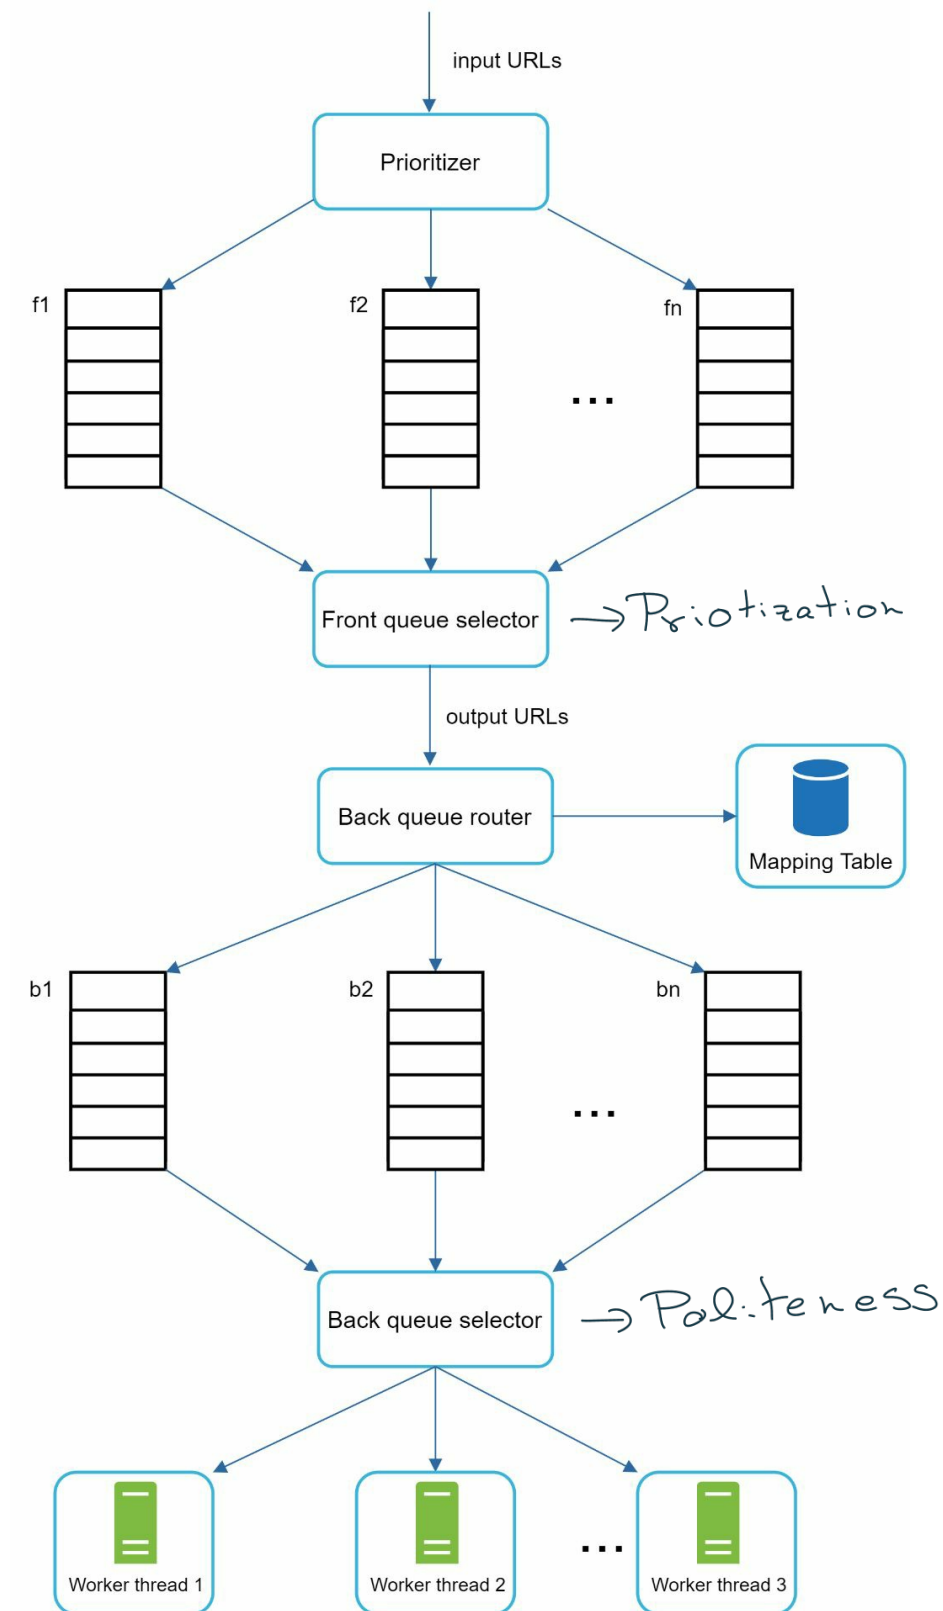 input URLs
Prioritizer
f1
f2
...
fn
Front queue selector
→ Priotization
output URLs
Back queue router
Mapping Table
b1
b2
...
bn
Back queue selector
→ Politeness
Worker thread 1
Worker thread 2
...
Worker thread 3